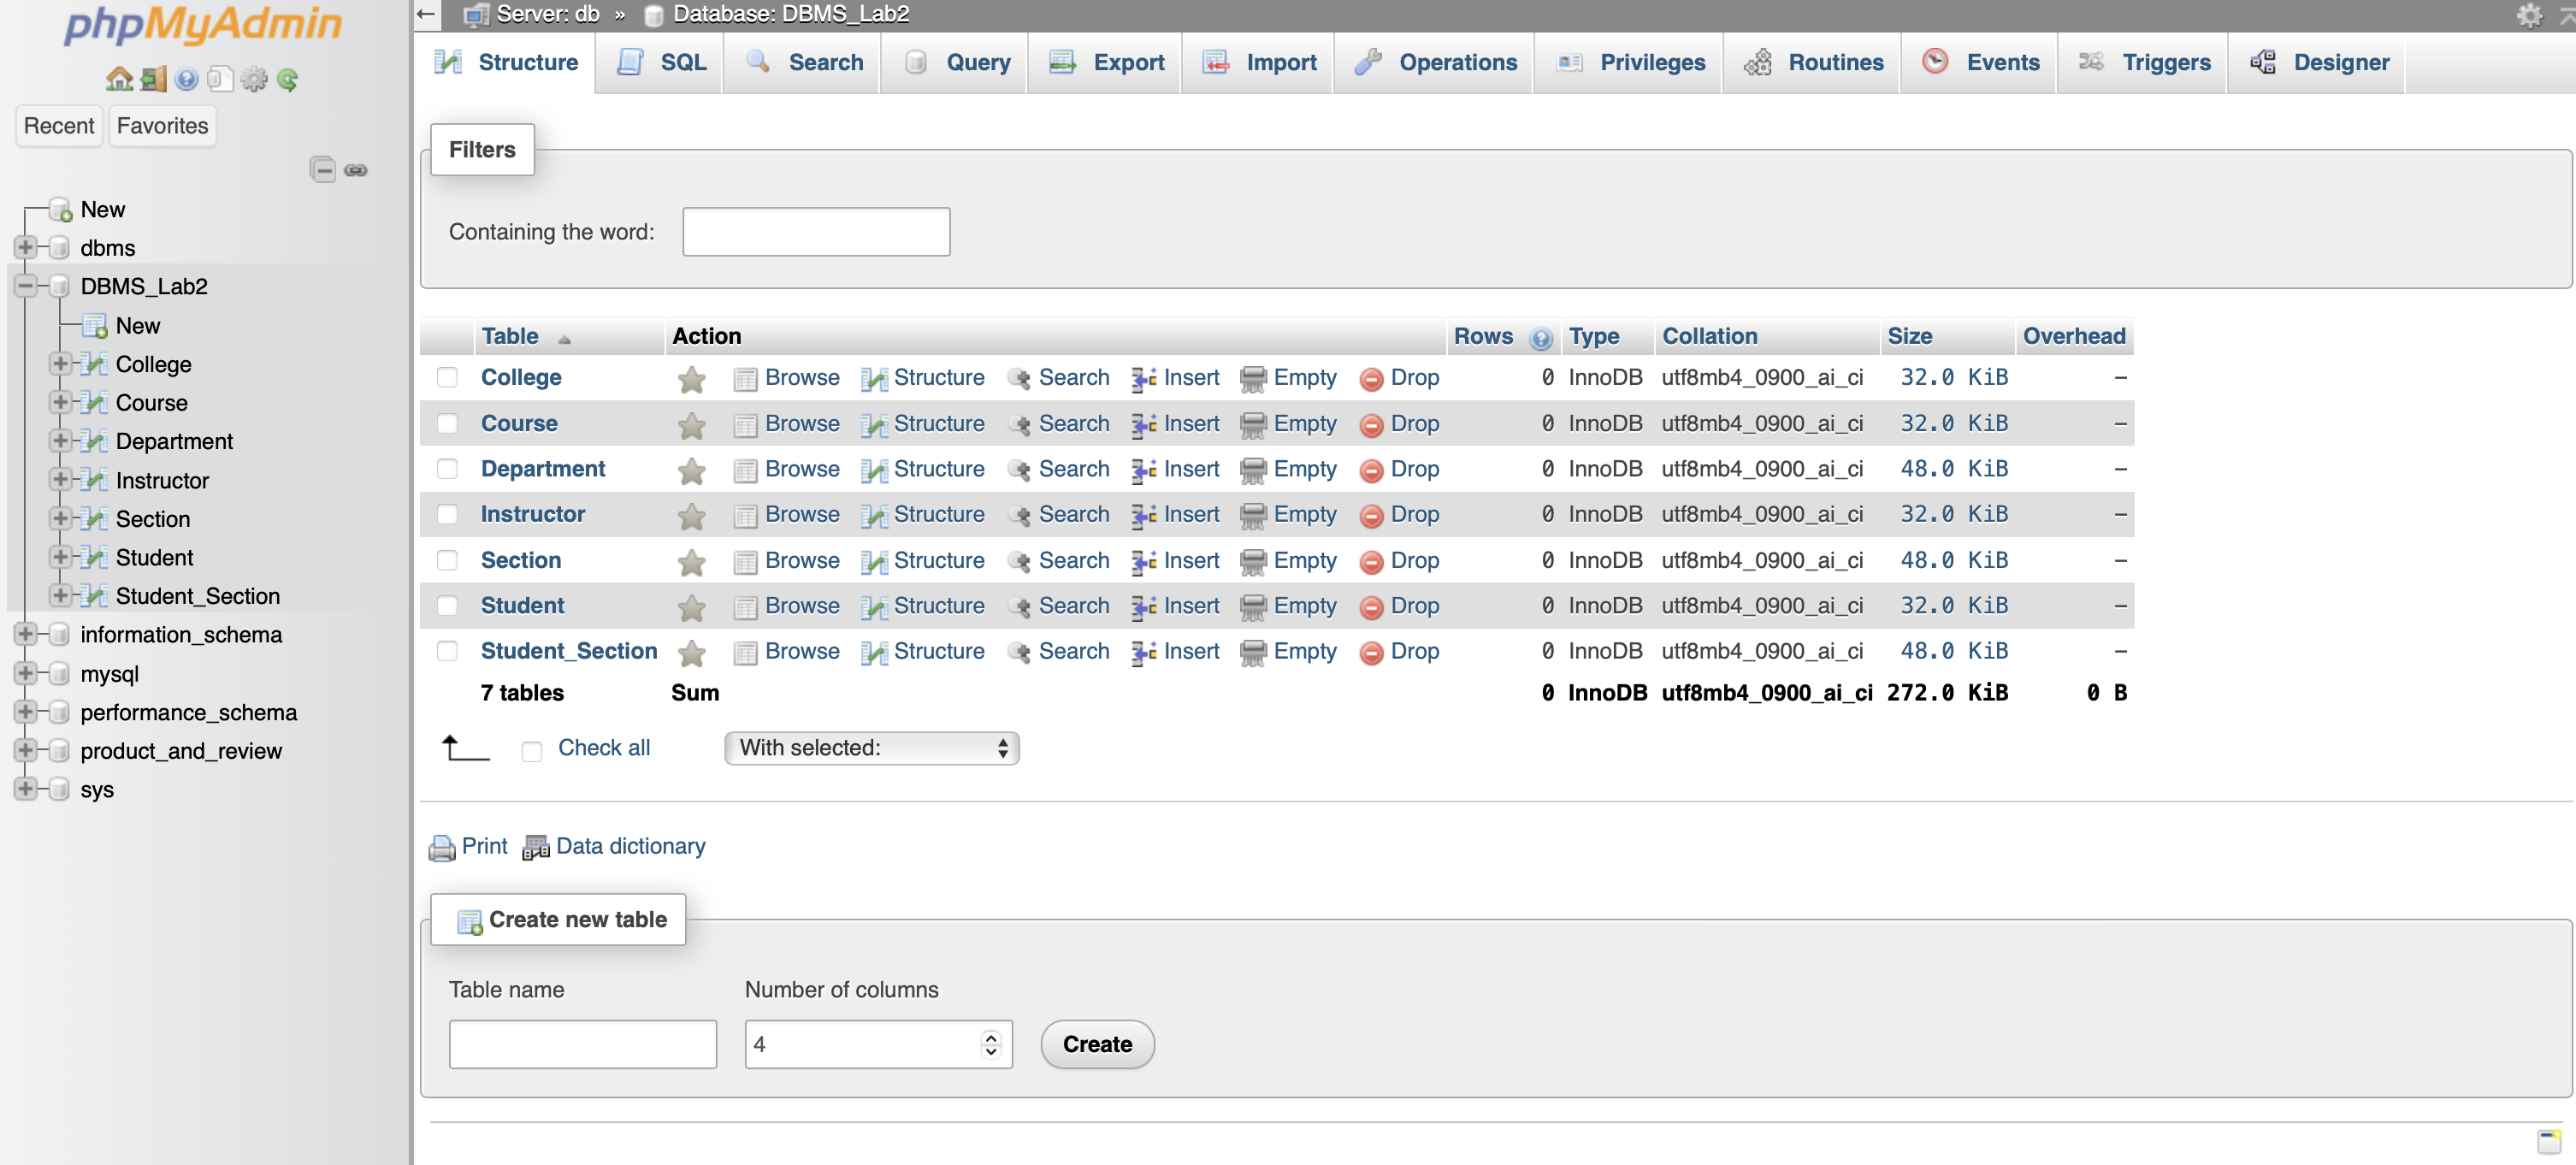 phpMyAdmin
Recent Favorites
New
dbms
DBMS_Lab2
New
College
Course
Department
Instructor
Section
Student
Student_Section
information_schema
mysql
performance_schema
product_and_review
sys
Server: db » Database: DBMS_Lab2
Structure SQL Search Query Export Import Operations Privileges Routines Events Triggers Designer
Filters
Containing the word:
Table Action Rows Type Collation Size Overhead
College Browse Structure Search Insert Empty Drop 0 InnoDB utf8mb4_0900_ai_ci 32.0 KiB –
Course Browse Structure Search Insert Empty Drop 0 InnoDB utf8mb4_0900_ai_ci 32.0 KiB –
Department Browse Structure Search Insert Empty Drop 0 InnoDB utf8mb4_0900_ai_ci 48.0 KiB –
Instructor Browse Structure Search Insert Empty Drop 0 InnoDB utf8mb4_0900_ai_ci 32.0 KiB –
Section Browse Structure Search Insert Empty Drop 0 InnoDB utf8mb4_0900_ai_ci 48.0 KiB –
Student Browse Structure Search Insert Empty Drop 0 InnoDB utf8mb4_0900_ai_ci 32.0 KiB –
Student_Section Browse Structure Search Insert Empty Drop 0 InnoDB utf8mb4_0900_ai_ci 48.0 KiB –
7 tables Sum 0 InnoDB utf8mb4_0900_ai_ci 272.0 KiB 0 B
Check all With selected:
Print Data dictionary
Create new table
Table name Number of columns
4 Create